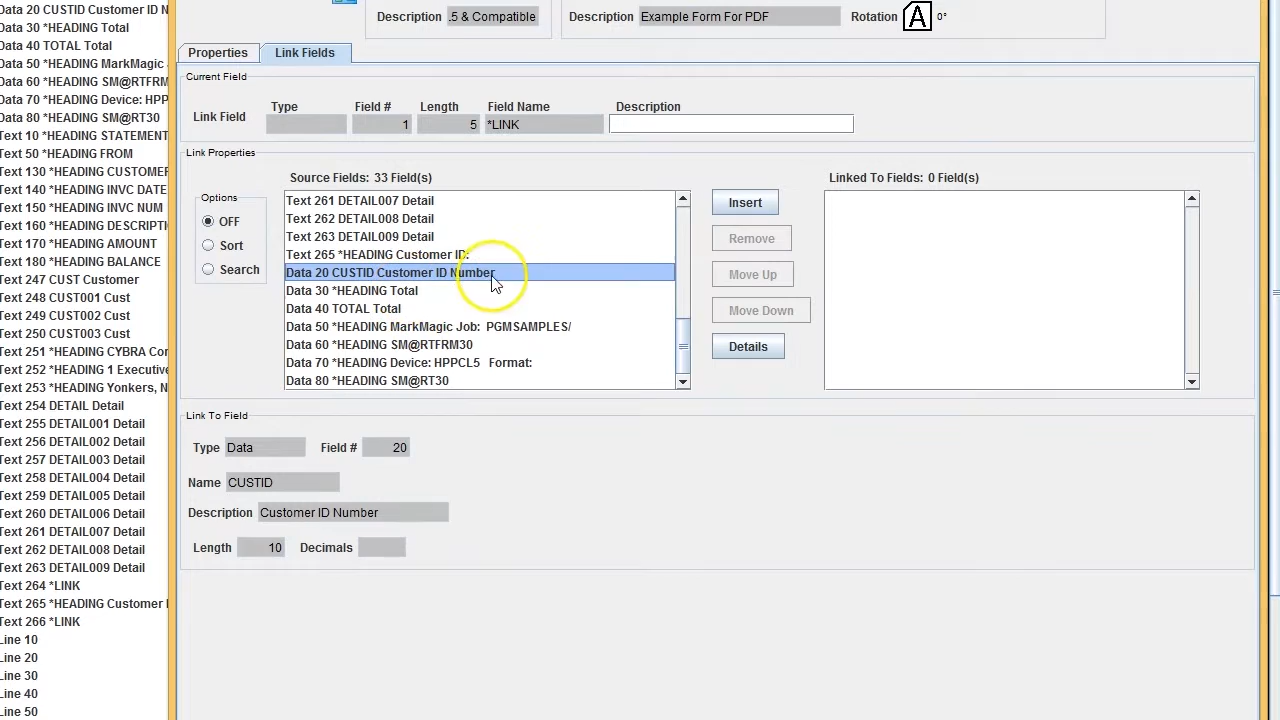 Data 20 CUSTID Customer ID N
Data 30 *HEADING Total
Data 40 TOTAL Total
Data 50 *HEADING MarkMagic
Data 60 *HEADING SM@RTFRM
Data 70 *HEADING Device: HPP
Data 80 *HEADING SM@RT30
Text 10 *HEADING STATEMENT
Text 50 *HEADING FROM
Text 130 *HEADING CUSTOMER
Text 140 *HEADING INVC DATE
Text 150 *HEADING INVC NUM
Text 160 *HEADING DESCRIPTI
Text 170 *HEADING AMOUNT
Text 180 *HEADING BALANCE
Text 247 CUST Customer
Text 248 CUST001 Cust
Text 249 CUST002 Cust
Text 250 CUST003 Cust
Text 251 *HEADING CYBRA Cor
Text 252 *HEADING 1 Executive
Text 253 *HEADING Yonkers, N
Text 254 DETAIL Detail
Text 255 DETAIL001 Detail
Text 256 DETAIL002 Detail
Text 257 DETAIL003 Detail
Text 258 DETAIL004 Detail
Text 259 DETAIL005 Detail
Text 260 DETAIL006 Detail
Text 261 DETAIL007 Detail
Text 262 DETAIL008 Detail
Text 263 DETAIL009 Detail
Text 264 *LINK
Text 265 *HEADING Customer I
Text 266 *LINK
Line 10
Line 20
Line 30
Line 40
Line 50
Description .5 & Compatible Description Example Form For PDF Rotation A 0°
Properties Link Fields
Current Field
Type Field # Length Field Name Description
Link Field 1 5 *LINK
Link Properties
Source Fields: 33 Field(s) Linked To Fields: 0 Field(s)
Options
OFF
Sort
Search
Text 261 DETAIL007 Detail
Text 262 DETAIL008 Detail
Text 263 DETAIL009 Detail
Text 265 *HEADING Customer ID:
Data 20 CUSTID Customer ID Number
Data 30 *HEADING Total
Data 40 TOTAL Total
Data 50 *HEADING MarkMagic Job: PGMSAMPLES/
Data 60 *HEADING SM@RTFRM30
Data 70 *HEADING Device: HPPCL5 Format:
Data 80 *HEADING SM@RT30
Insert
Remove
Move Up
Move Down
Details
Link To Field
Type Data Field # 20
Name CUSTID
Description Customer ID Number
Length 10 Decimals